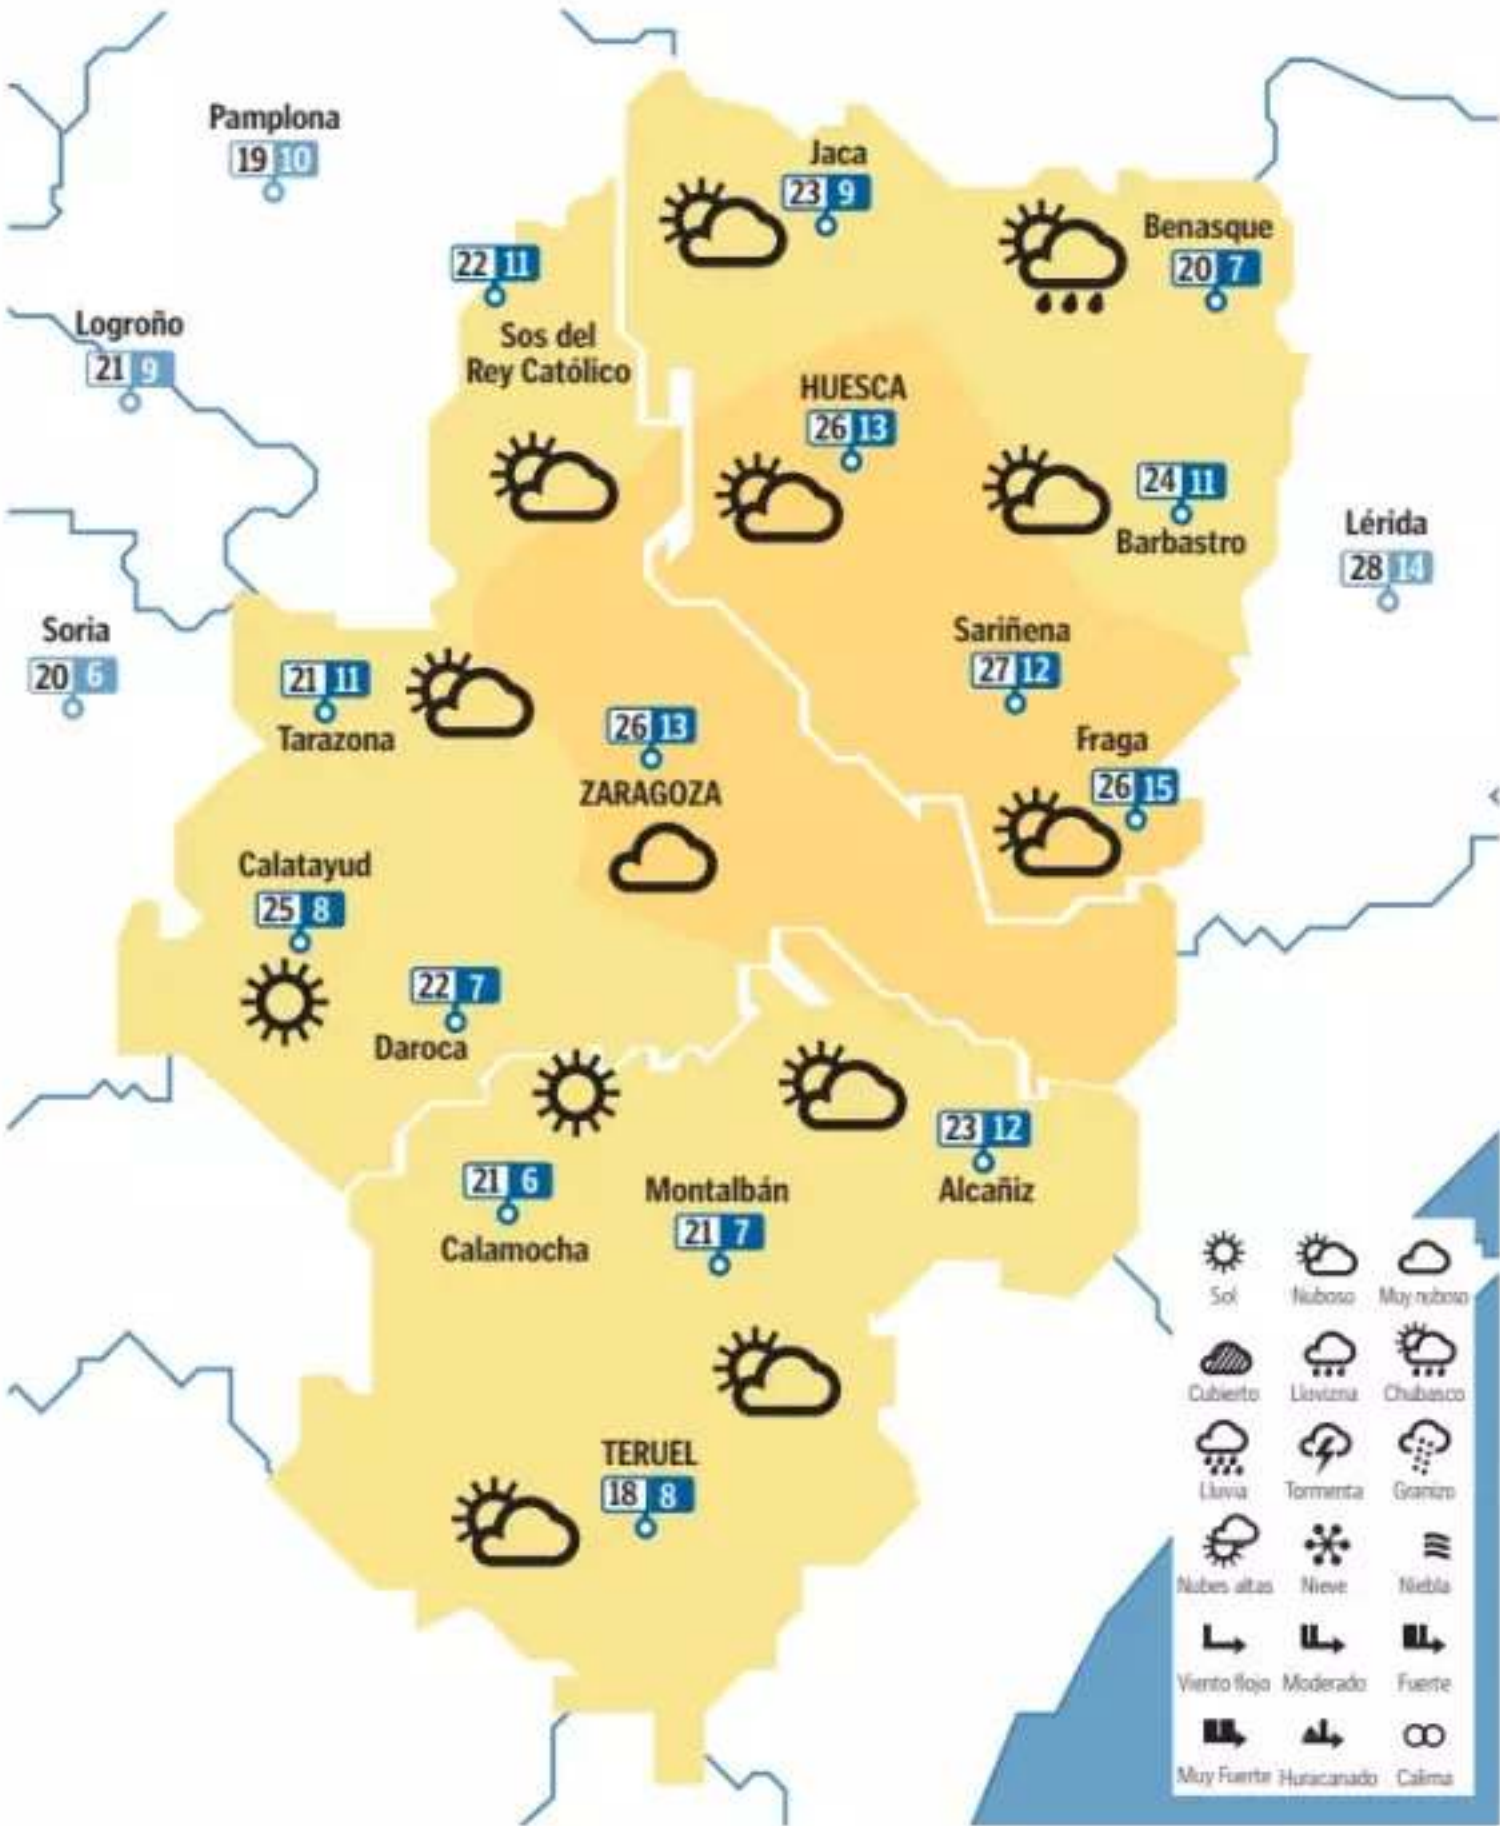 Pamplona
19 10
Jaca
23 9
Benasque
20 7
22 11
Sos del
Rey Católico
Logroño
21 9
HUESCA
26 13
24 11
Barbastro
Lérida
28 14
Soria
20 6
Sariñena
27 12
21 11
Tarazona
26 13
ZARAGOZA
Fraga
26 15
Calatayud
25 8
22 7
Daroca
23 12
Alcañiz
21 6
Calamocha
Montalbán
21 7
TERUEL
18 8
Sol Nuboso Muy nuboso
Cubierto Llovizna Chubasco
Lluvia Tormenta Granizo
Nubes altas Nieve Niebla
Viento flojo Moderado Fuerte
Muy Fuerte Huracanado Calima